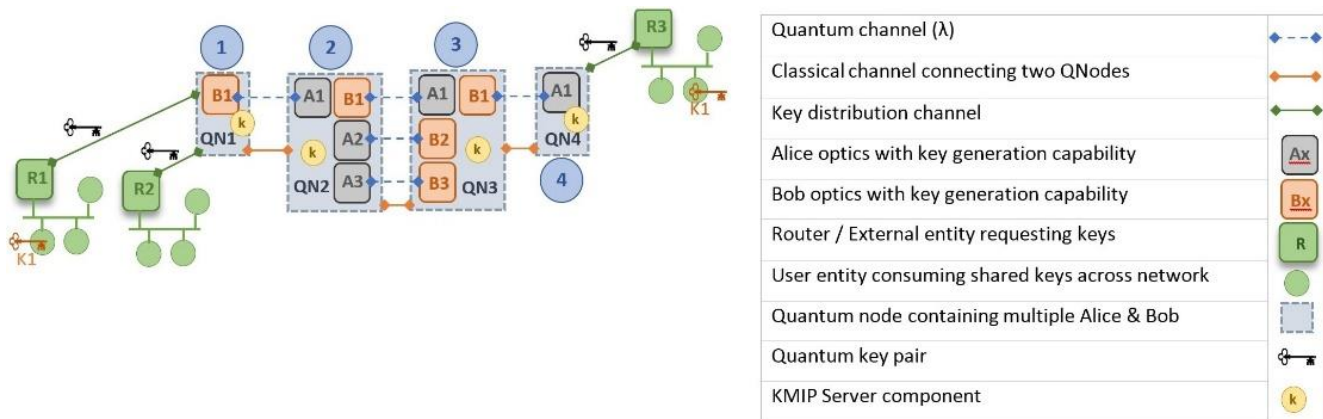 1
2
3
4
R3
K1
B1
k
QN1
A1
B1
A2
A3
k
QN2
A1
B1
B2
B3
k
QN3
A1
k
QN4
R1
K1
R2
Quantum channel (λ)
Classical channel connecting two QNodes
Key distribution channel
Alice optics with key generation capability
Ax
Bob optics with key generation capability
Bx
Router / External entity requesting keys
R
User entity consuming shared keys across network
Quantum node containing multiple Alice & Bob
Quantum key pair
KMIP Server component
k